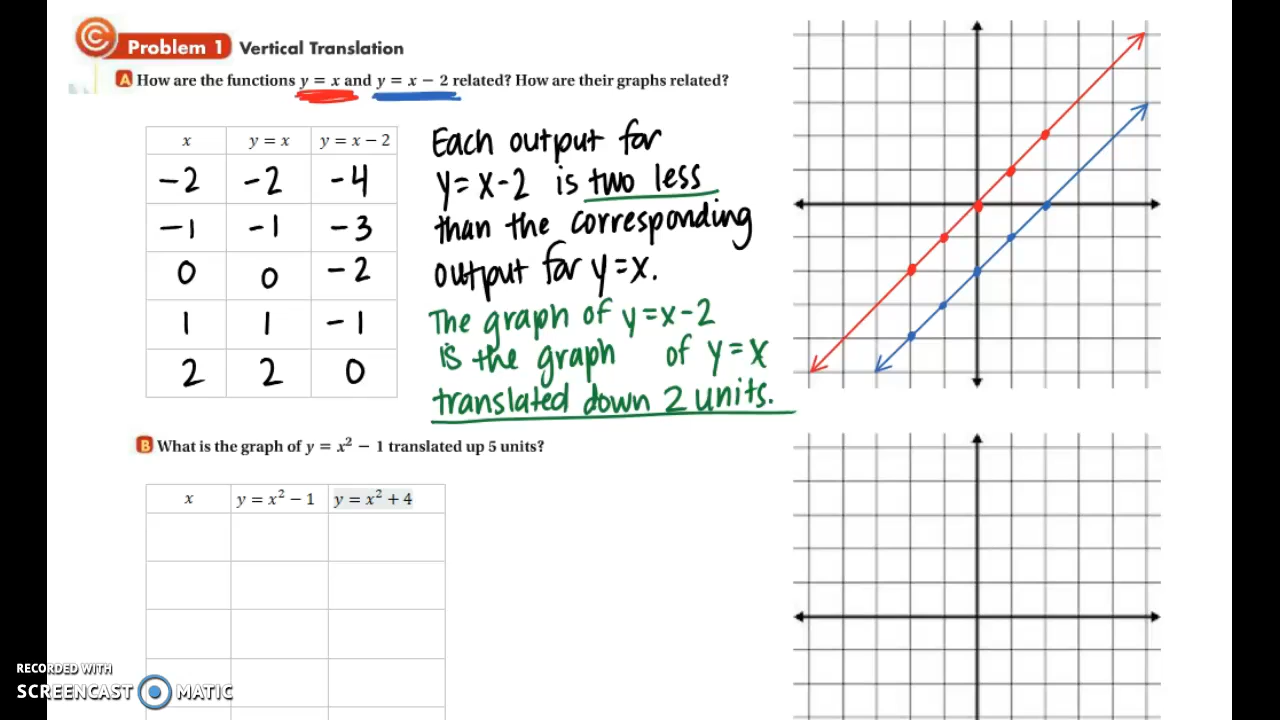 Problem 1 Vertical Translation
A How are the functions y = x and y = x − 2 related? How are their graphs related?
x y = x y = x − 2
−2 −2 −4
−1 −1 −3
0 0 −2
1 1 −1
2 2 0
Each output for
y = x − 2 is two less
than the corresponding
output for y = x.
The graph of y = x − 2
is the graph of y = x
translated down 2 units.
B What is the graph of y = x² − 1 translated up 5 units?
x y = x² − 1 y = x² + 4
RECORDED WITH
SCREENCAST MATIC